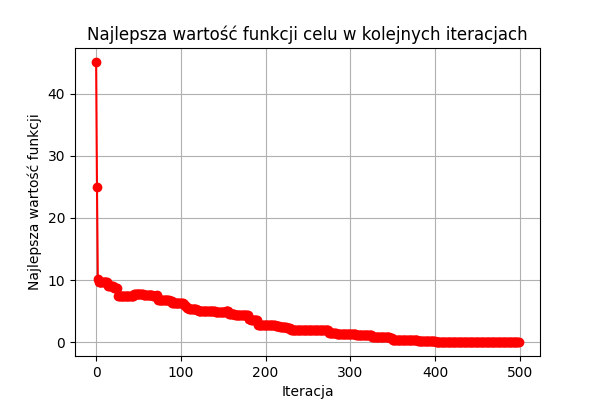 Najlepsza wartość funkcji celu w kolejnych iteracjach
Najlepsza wartość funkcji
40
30
20
10
0
0 100 200 300 400 500
Iteracja